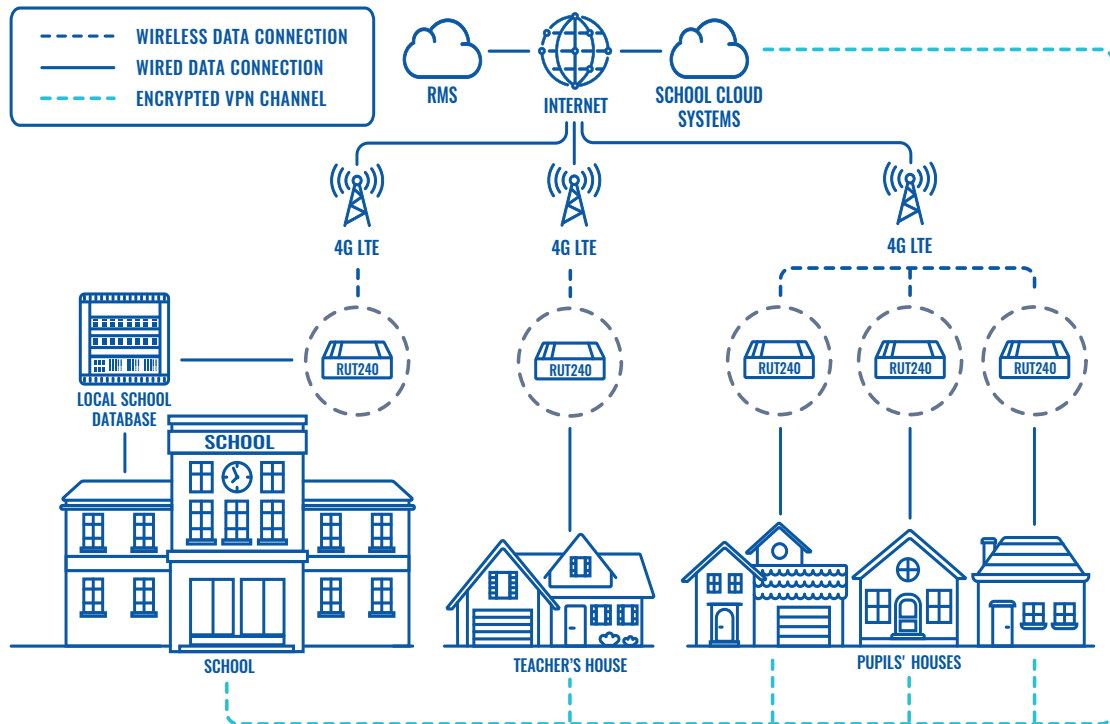 WIRELESS DATA CONNECTION
WIRED DATA CONNECTION
ENCRYPTED VPN CHANNEL
RMS
INTERNET
SCHOOL CLOUD
SYSTEMS
4G LTE
4G LTE
4G LTE
RUT240
RUT240
RUT240
RUT240
RUT240
LOCAL SCHOOL
DATABASE
SCHOOL
SCHOOL
TEACHER'S HOUSE
PUPILS' HOUSES